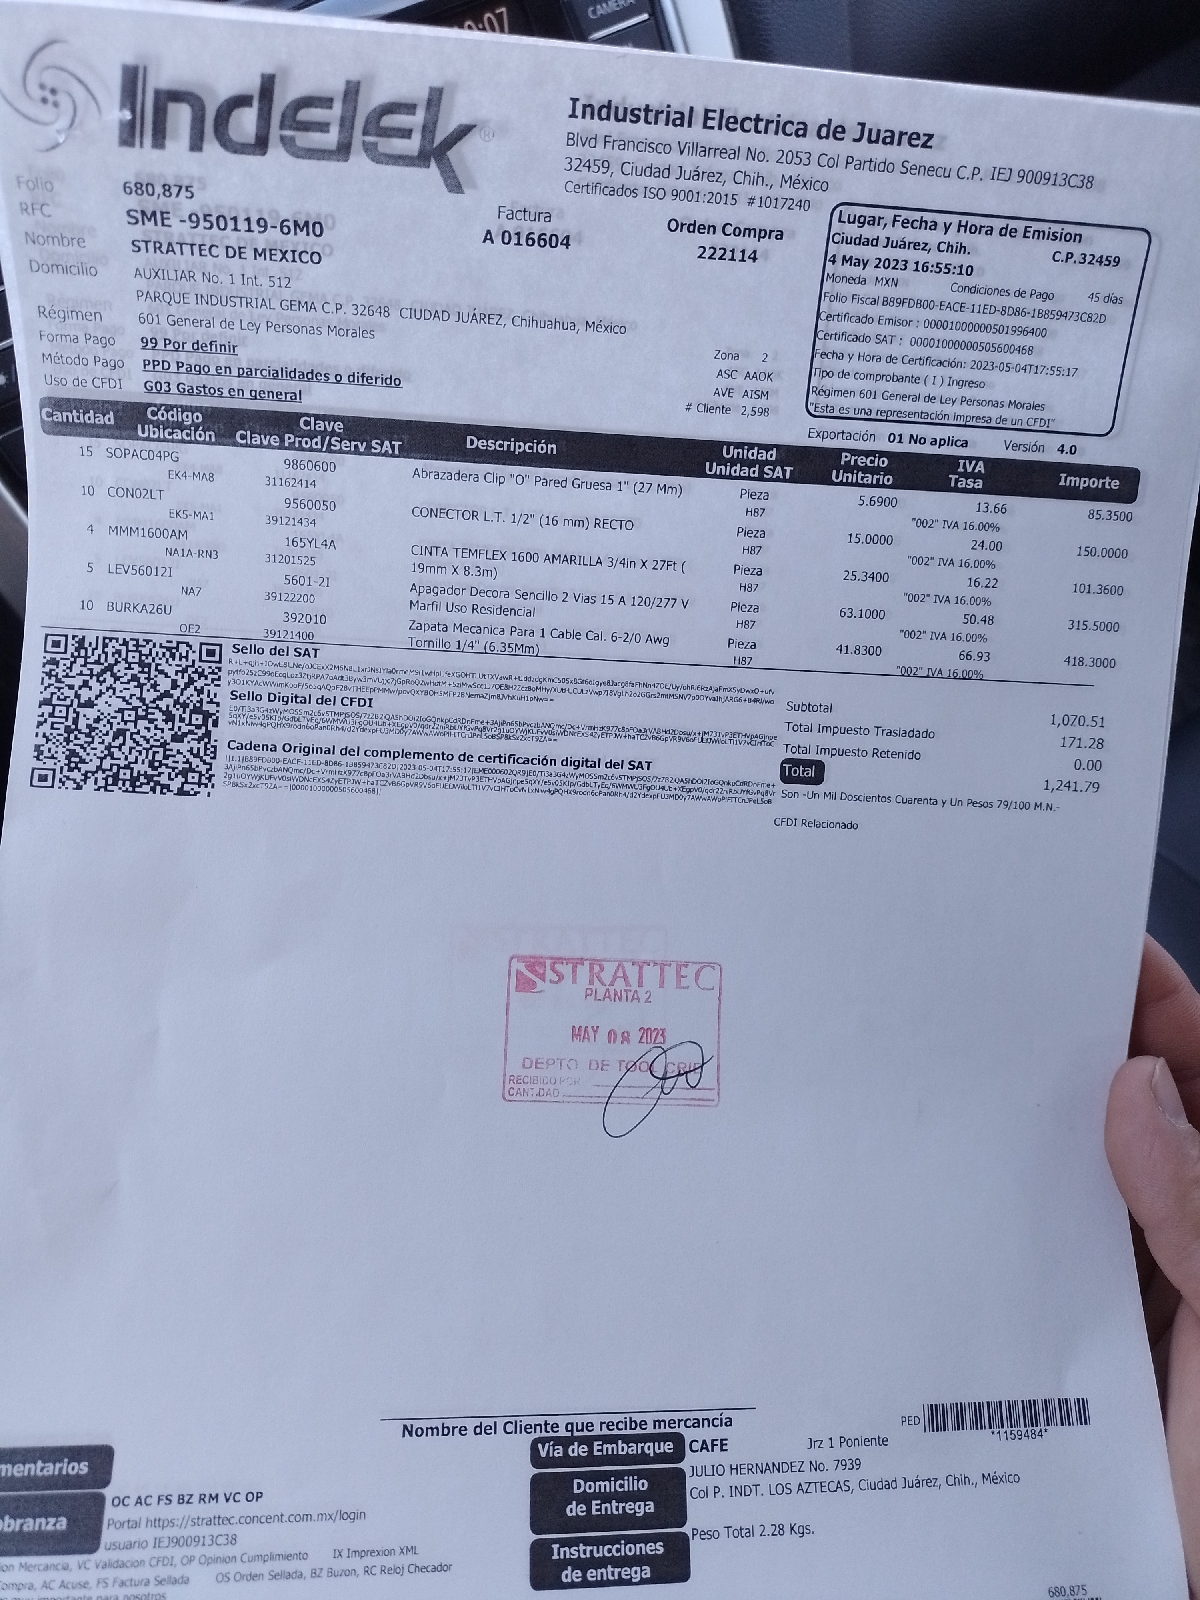 :07
CAMERA
Indelek®
Industrial Electrica de Juarez
Blvd Francisco Villarreal No. 2053 Col Partido Senecu C.P. IEJ 900913C38
32459, Ciudad Juárez, Chih., México
Certificados ISO 9001:2015 #1017240
Folio 680,875
RFC SME -950119-6M0
Nombre STRATTEC DE MEXICO
Domicilio AUXILIAR No. 1 Int. 512
PARQUE INDUSTRIAL GEMA C.P. 32648 CIUDAD JUÁREZ, Chihuahua, México
Régimen 601 General de Ley Personas Morales
Forma Pago 99 Por definir
Método Pago PPD Pago en parcialidades o diferido
Uso de CFDI G03 Gastos en general
Factura
A 016604
Orden Compra
222114
Zona 2
ASC AAOK
AVE AISM
# Cliente 2,598
Lugar, Fecha y Hora de Emision
Ciudad Juárez, Chih. C.P.32459
4 May 2023 16:55:10
Moneda MXN Condiciones de Pago 45 días
Folio Fiscal B89FDB00-EACE-11ED-8D86-1B859473C82D
Certificado Emisor : 00001000000501996400
Certificado SAT : 00001000000505600468
Fecha y Hora de Certificación: 2023-05-04T17:55:17
Tipo de comprobante ( I ) Ingreso
Régimen 601 General de Ley Personas Morales
"Esta es una representación impresa de un CFDI"
Exportación 01 No aplica Versión 4.0
Cantidad Código Ubicación Clave Clave Prod/Serv SAT Descripción Unidad Unidad SAT Precio Unitario IVA Tasa Importe
15 SOPAC04PG 9860600 Abrazadera Clip "O" Pared Gruesa 1" (27 Mm) Pieza 5.6900 13.66 85.3500
EK4-MA8 31162414 H87 "002" IVA 16.00%
10 CON02LT 9560050 CONECTOR L.T. 1/2" (16 mm) RECTO Pieza 15.0000 24.00 150.0000
EK5-MA1 39121434 H87 "002" IVA 16.00%
4 MMM1600AM 165YL4A CINTA TEMFLEX 1600 AMARILLA 3/4in X 27Ft ( Pieza 25.3400 16.22 101.3600
NA1A-RN3 31201525 19mm X 8.3m) H87 "002" IVA 16.00%
5 LEV56012I 5601-2I Apagador Decora Sencillo 2 Vias 15 A 120/277 V Pieza 63.1000 50.48 315.5000
NA7 39122200 Marfil Uso Residencial H87 "002" IVA 16.00%
10 BURKA26U 392010 Zapata Mecanica Para 1 Cable Cal. 6-2/0 Awg Pieza 41.8300 66.93 418.3000
OE2 39121400 Tornillo 1/4" (6.35Mm) H87 "002" IVA 16.00%
Sello del SAT
Sello Digital del CFDI
Cadena Original del complemento de certificación digital del SAT
Subtotal 1,070.51
Total Impuesto Trasladado 171.28
Total Impuesto Retenido 0.00
Total 1,241.79
Son -Un Mil Doscientos Cuarenta y Un Pesos 79/100 M.N.-
CFDI Relacionado
STRATTEC
PLANTA 2
MAY 08 2023
DEPTO DE TOOL CRIB
RECIBIDO POR
CANTIDAD
Nombre del Cliente que recibe mercancía
PED *1159484*
Vía de Embarque CAFE Jrz 1 Poniente
Domicilio de Entrega JULIO HERNANDEZ No. 7939
Col P. INDT. LOS AZTECAS, Ciudad Juárez, Chih., México
Peso Total 2.28 Kgs.
Instrucciones de entrega
mentarios
obranza
OC AC FS BZ RM VC OP
Portal https://strattec.concent.com.mx/login
usuario IEJ900913C38
ion Mercancia, VC Validacion CFDI, OP Opinion Cumplimiento IX Imprexion XML
ompra, AC Acuse, FS Factura Sellada OS Orden Sellada, BZ Buzon, RC Reloj Checador
importante para nosotros
680,875